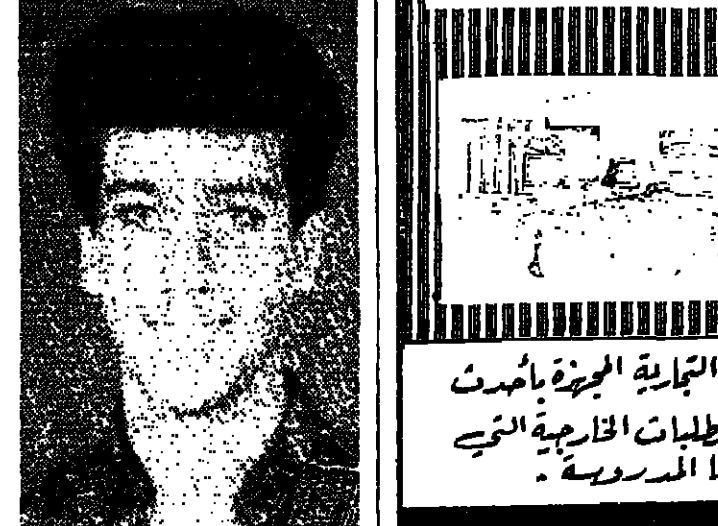 التجارية المجهزة بأحدث
طلبات الخارجية التي
ا المدروسة .